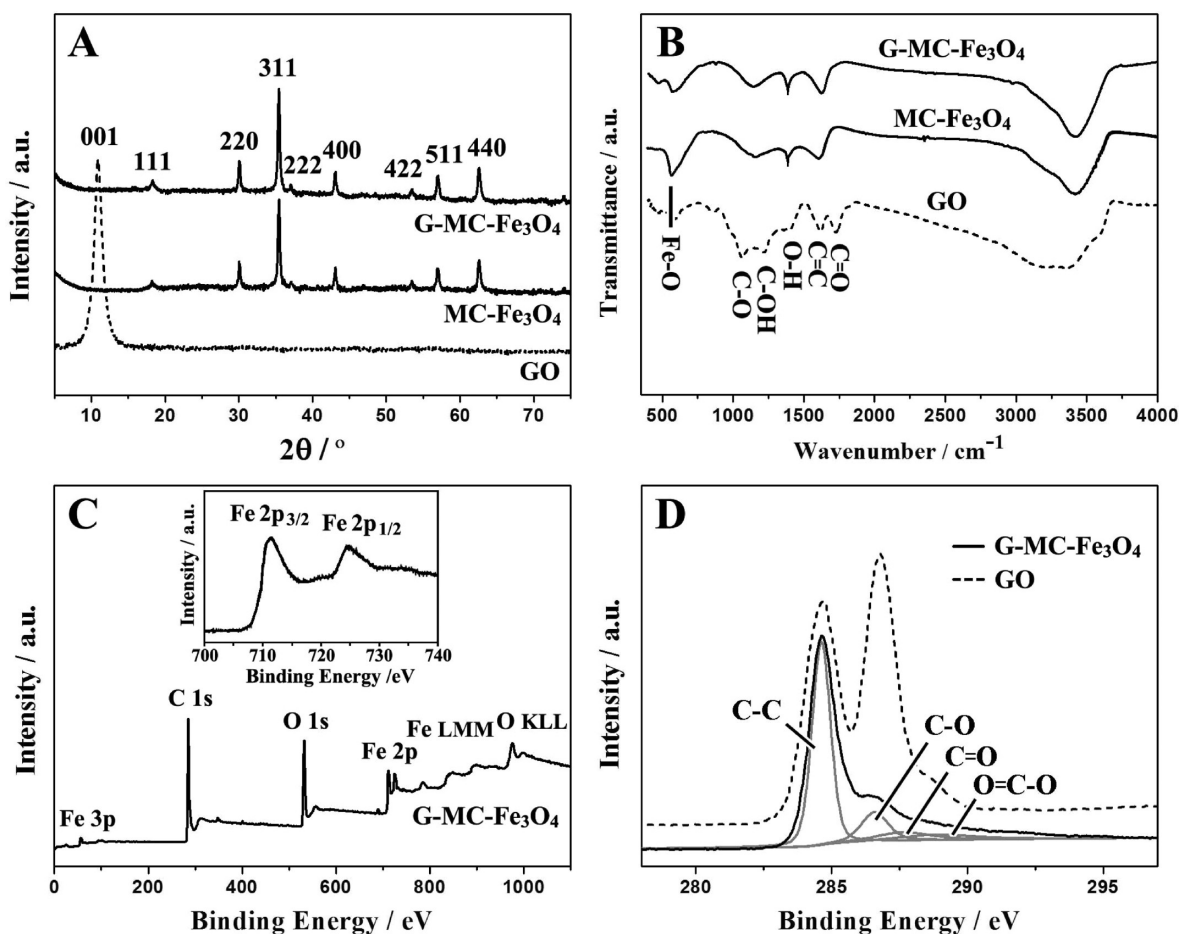 A
Intensity / a.u.
001
111
220
311
222
400
422
511
440
G-MC-Fe₃O₄
MC-Fe₃O₄
GO
10 20 30 40 50 60 70
2θ / °
B
Transmittance / a.u.
G-MC-Fe₃O₄
MC-Fe₃O₄
GO
Fe-O
C-O
C-OH
O-H
C=C
C=O
500 1000 1500 2000 2500 3000 3500 4000
Wavenumber / cm⁻¹
C
Intensity / a.u.
Intensity / a.u.
Fe 2p₃/₂
Fe 2p₁/₂
700 710 720 730 740
Binding Energy /eV
Fe 3p
C 1s
O 1s
Fe 2p
Fe LMM
O KLL
G-MC-Fe₃O₄
0 200 400 600 800 1000
Binding Energy / eV
D
Intensity / a.u.
G-MC-Fe₃O₄
GO
C-C
C-O
C=O
O=C-O
280 285 290 295
Binding Energy / eV